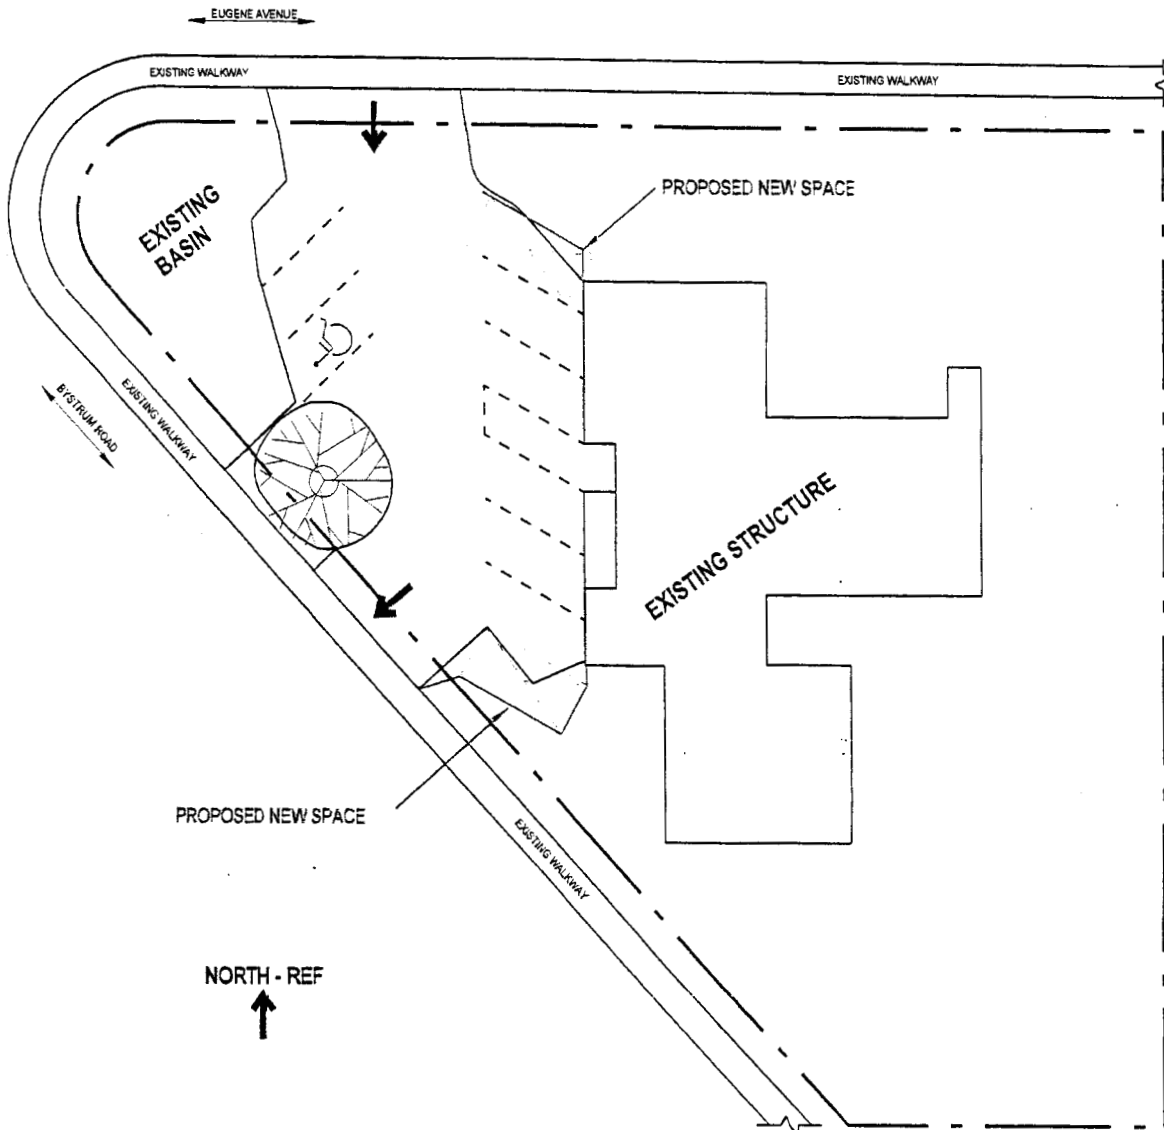 EUGENE AVENUE
EXISTING WALKWAY
EXISTING WALKWAY
PROPOSED NEW SPACE
EXISTING
BASIN
BYSTRUM ROAD
EXISTING WALKWAY
EXISTING STRUCTURE
PROPOSED NEW SPACE
EXISTING WALKWAY
NORTH - REF